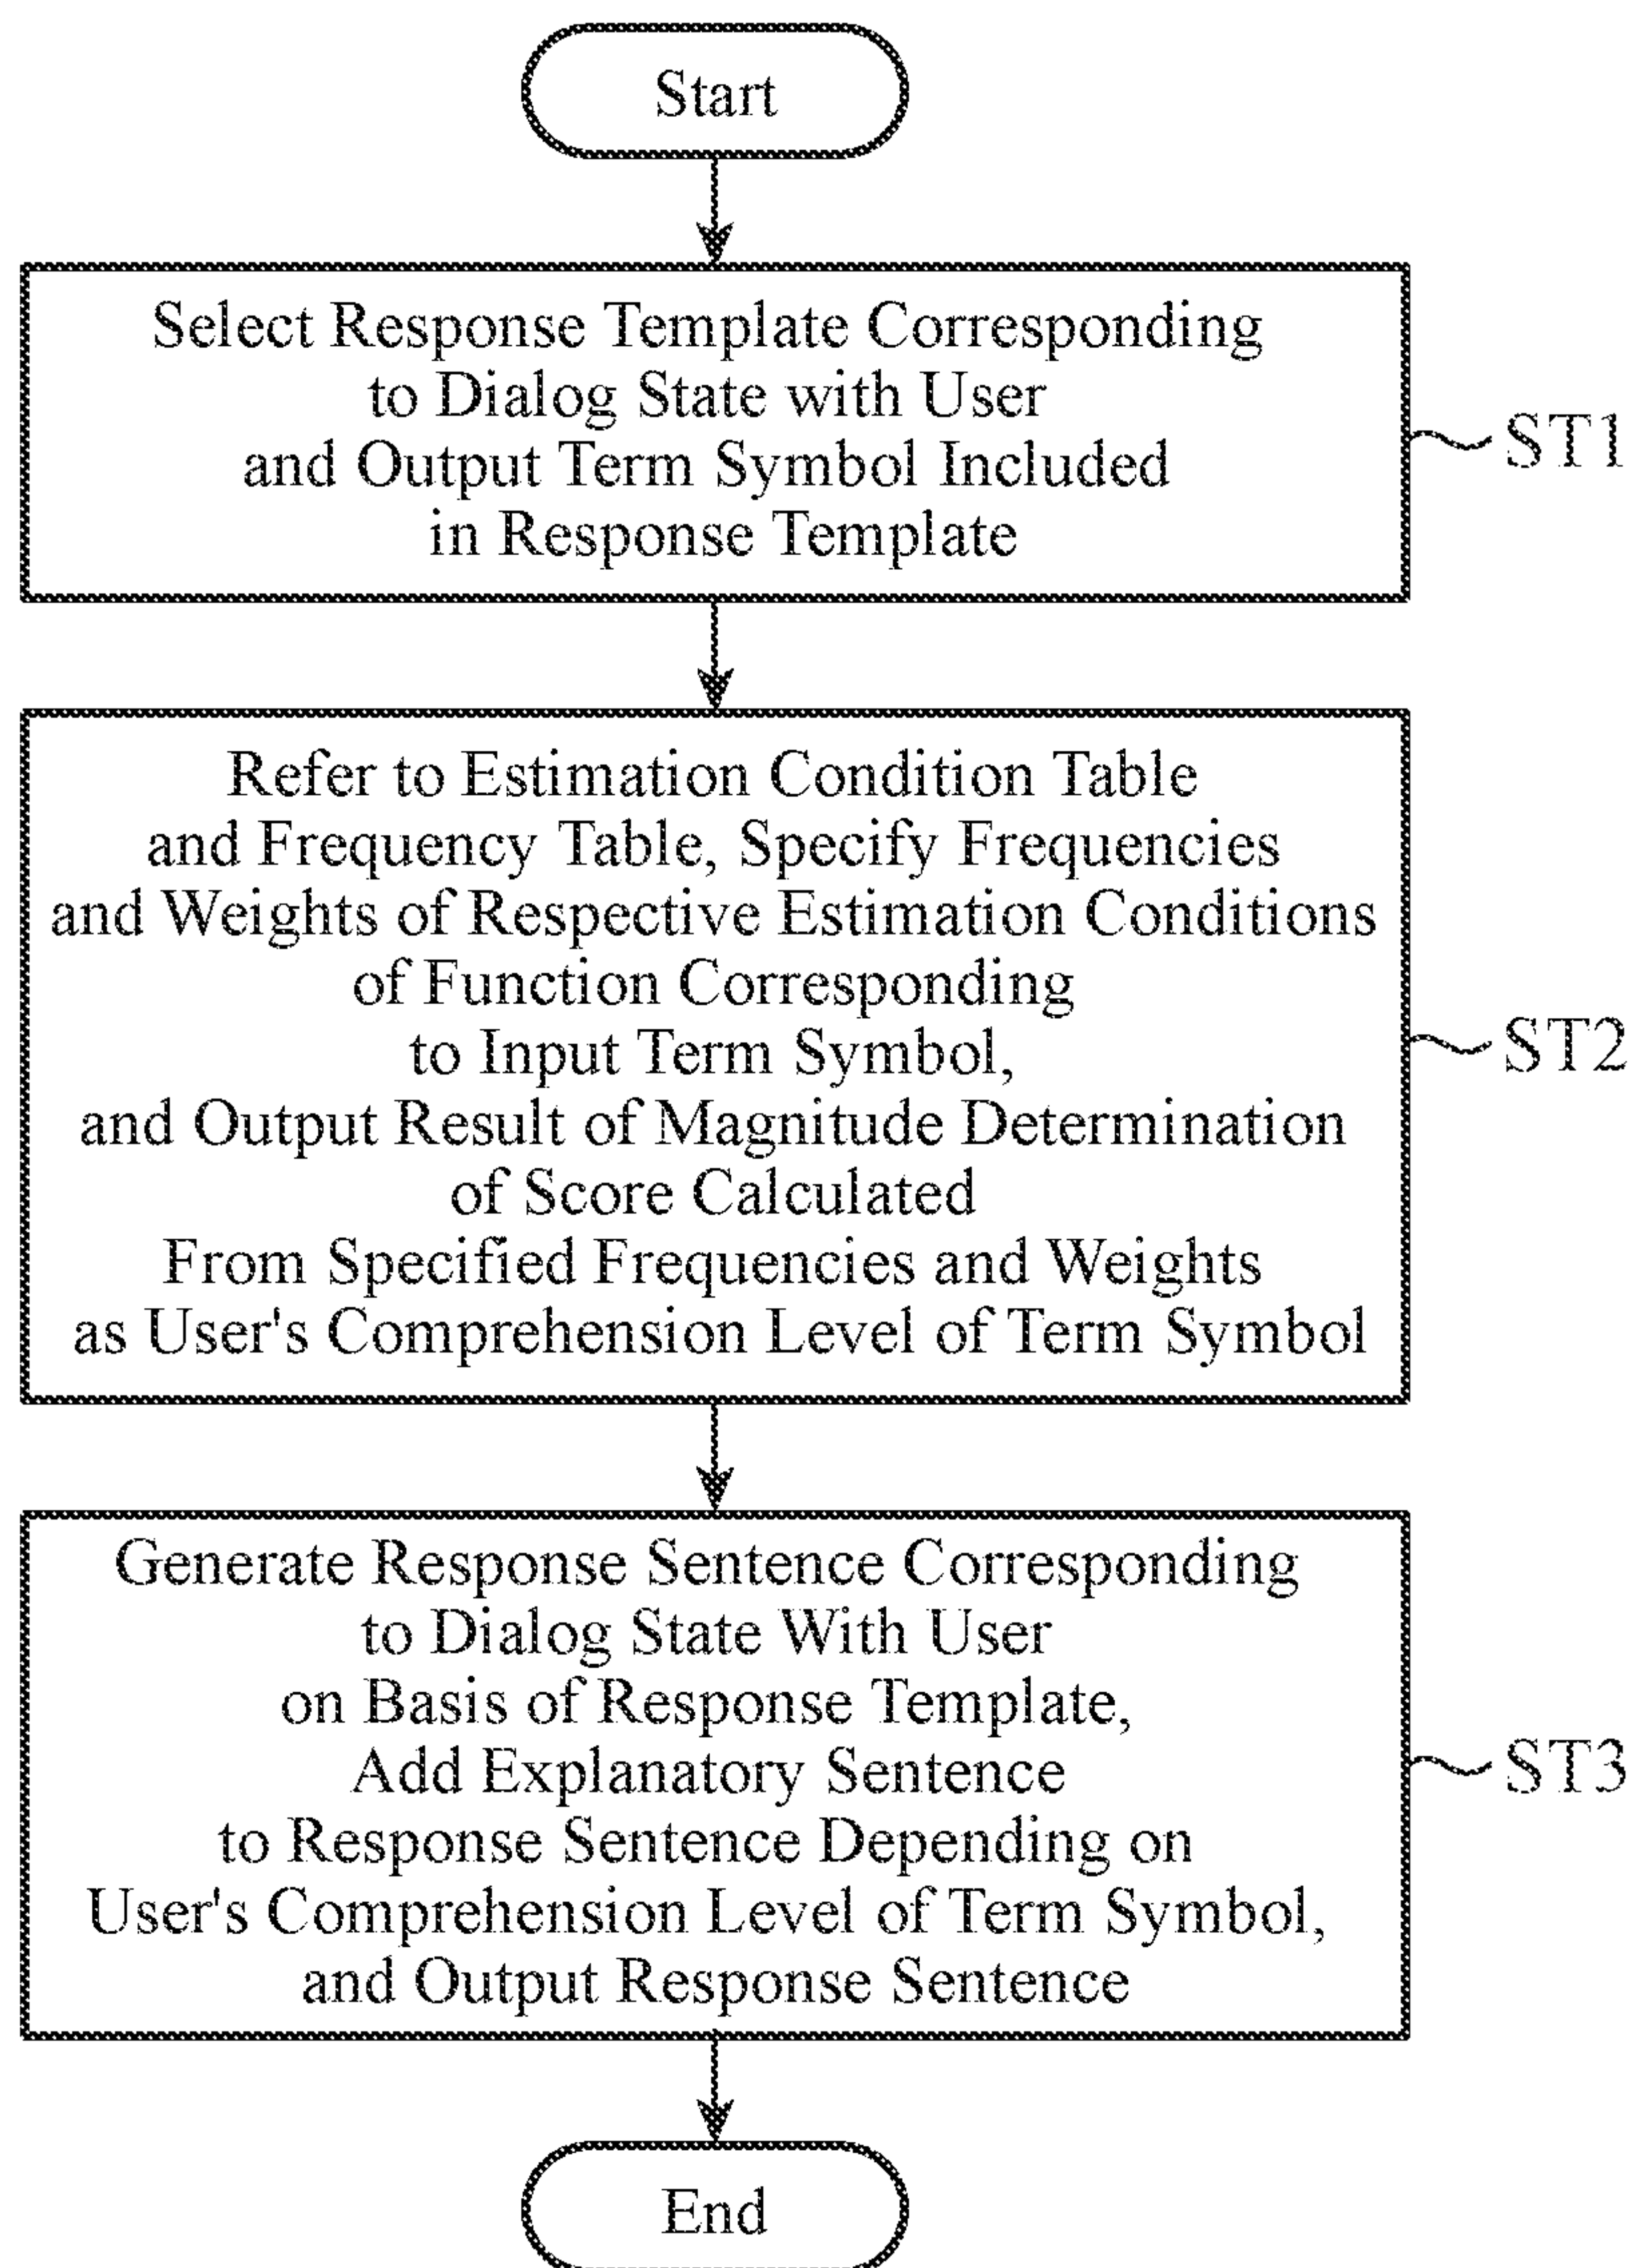 Start
Select Response Template Corresponding
to Dialog State with User
and Output Term Symbol Included
in Response Template
ST1
Refer to Estimation Condition Table
and Frequency Table, Specify Frequencies
and Weights of Respective Estimation Conditions
of Function Corresponding
to Input Term Symbol,
and Output Result of Magnitude Determination
of Score Calculated
From Specified Frequencies and Weights
as User's Comprehension Level of Term Symbol
ST2
Generate Response Sentence Corresponding
to Dialog State With User
on Basis of Response Template,
Add Explanatory Sentence
to Response Sentence Depending on
User's Comprehension Level of Term Symbol,
and Output Response Sentence
ST3
End